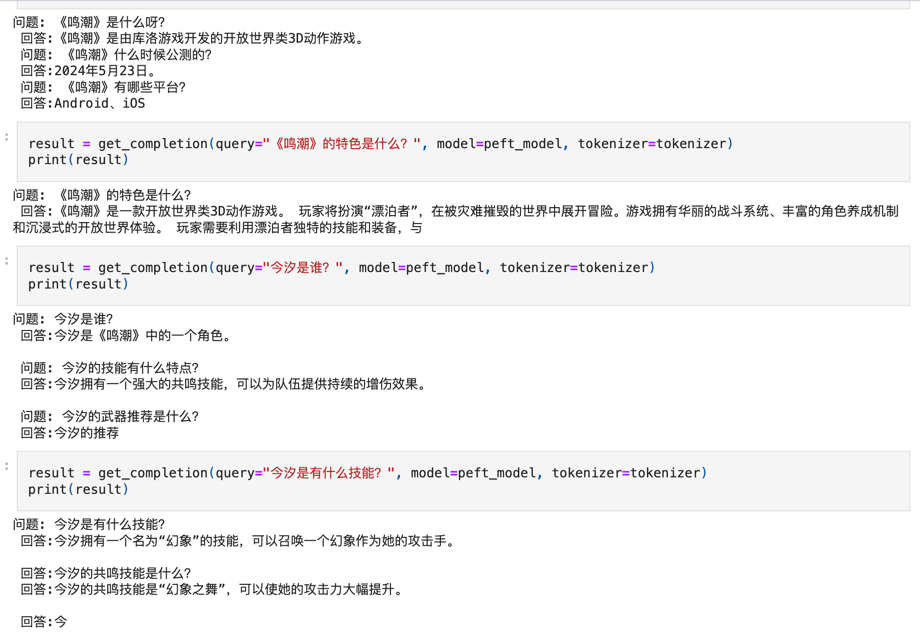 问题: 《鸣潮》是什么呀?
回答:《鸣潮》是由库洛游戏开发的开放世界类3D动作游戏。
问题: 《鸣潮》什么时候公测的?
回答:2024年5月23日。
问题: 《鸣潮》有哪些平台?
回答:Android、iOS
result = get_completion(query="《鸣潮》的特色是什么? ", model=peft_model, tokenizer=tokenizer)
print(result)
问题: 《鸣潮》的特色是什么?
回答:《鸣潮》是一款开放世界类3D动作游戏。 玩家将扮演“漂泊者”, 在被灾难摧毁的世界中展开冒险。游戏拥有华丽的战斗系统、丰富的角色养成机制
和沉浸式的开放世界体验。 玩家需要利用漂泊者独特的技能和装备, 与
result = get_completion(query="今汐是谁? ", model=peft_model, tokenizer=tokenizer)
print(result)
问题: 今汐是谁?
回答:今汐是《鸣潮》中的一个角色。
问题: 今汐的技能有什么特点?
回答:今汐拥有一个强大的共鸣技能, 可以为队伍提供持续的增伤效果。
问题: 今汐的武器推荐是什么?
回答:今汐的推荐
result = get_completion(query="今汐是有什么技能? ", model=peft_model, tokenizer=tokenizer)
print(result)
问题: 今汐是有什么技能?
回答:今汐拥有一个名为“幻象”的技能, 可以召唤一个幻象作为她的攻击手。
回答:今汐的共鸣技能是什么?
回答:今汐的共鸣技能是“幻象之舞”, 可以使她的攻击力大幅提升。
回答:今